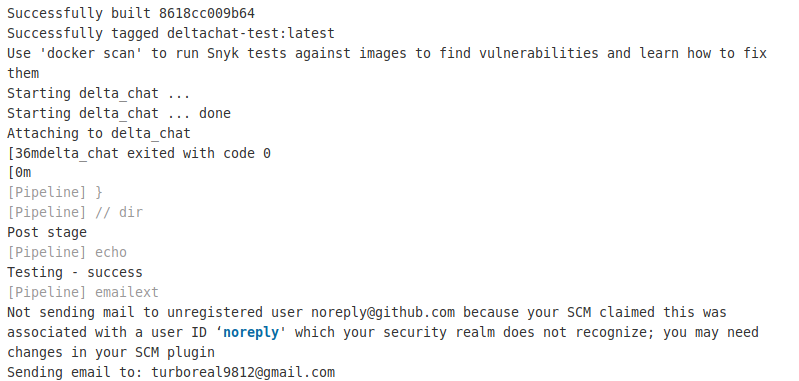 Successfully built 8618cc009b64
Successfully tagged deltachat-test:latest
Use 'docker scan' to run Snyk tests against images to find vulnerabilities and learn how to fix
them
Starting delta_chat ...
Starting delta_chat ... done
Attaching to delta_chat
[36mdelta_chat exited with code 0
[0m
[Pipeline] }
[Pipeline] // dir
Post stage
[Pipeline] echo
Testing - success
[Pipeline] emailext
Not sending mail to unregistered user noreply@github.com because your SCM claimed this was
associated with a user ID ‘noreply' which your security realm does not recognize; you may need
changes in your SCM plugin
Sending email to: turboreal9812@gmail.com